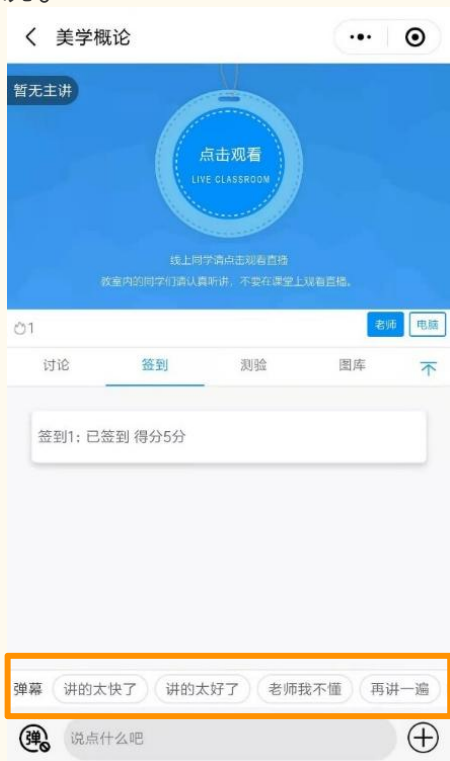 美学概论
暂无主讲
点击观看
LIVE CLASSROOM
线上同学请点击观看直播
教室内的同学们请认真听讲，不要在课堂上观看直播。
1
老师 电脑
讨论 签到 测验 图库
签到1; 已签到 得分5分
弹幕 讲的太快了 讲的太好了 老师我不懂 再讲一遍
弹 说点什么吧